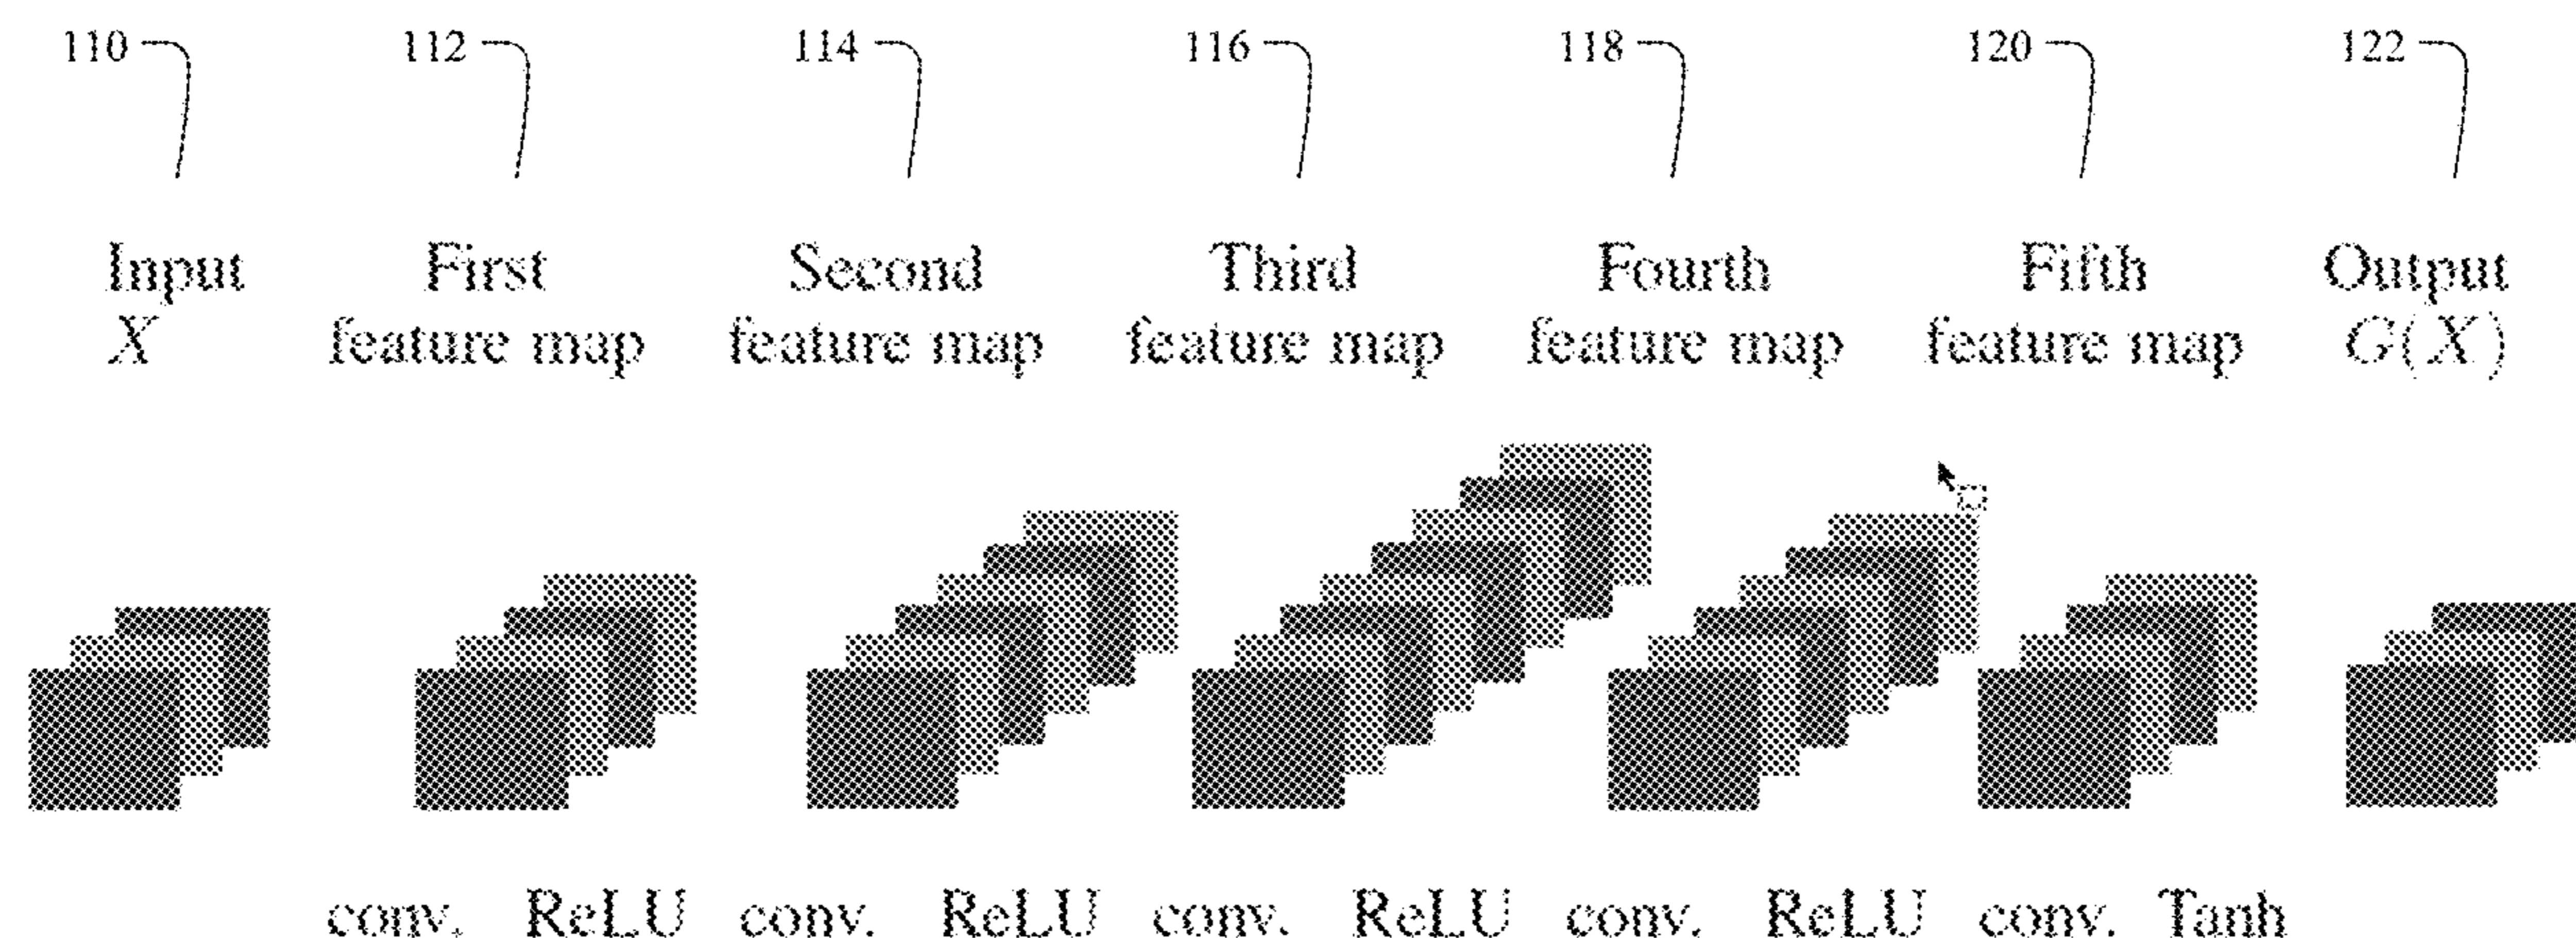 110 112 114 116 118 120 122
Input First Second Third Fourth Fifth Output
X feature map feature map feature map feature map feature map G(X)
conv. ReLU conv. ReLU conv. ReLU conv. ReLU conv. Tanh